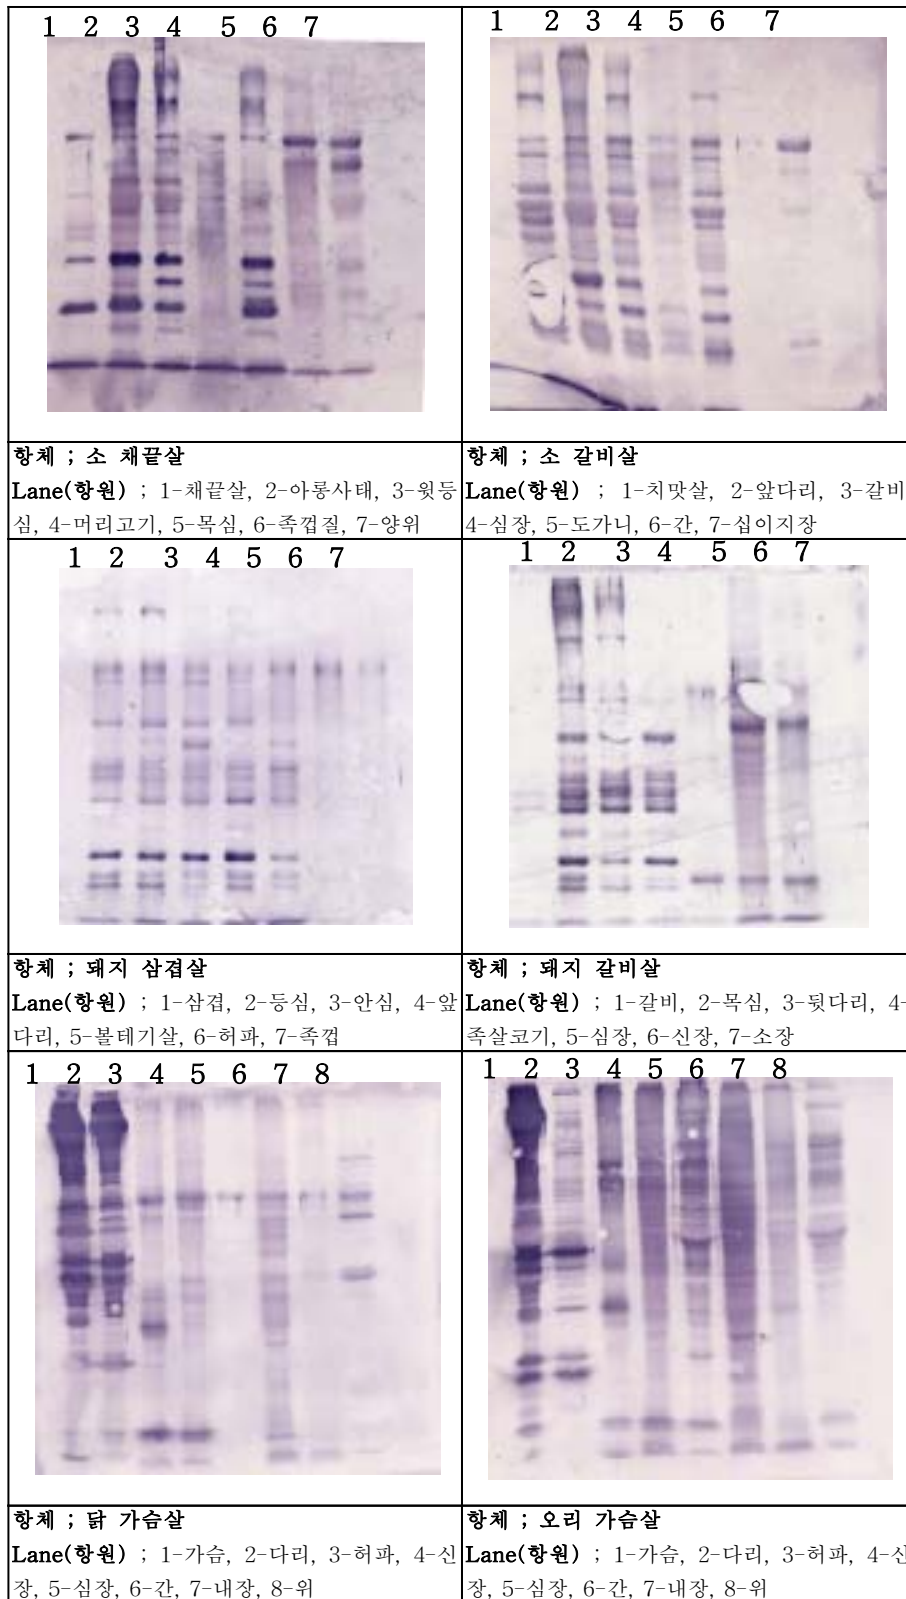 1 2 3 4 5 6 7
1 2 3 4 5 6 7
항체 ; 소 채끝살
Lane(항원) ; 1-채끝살, 2-아롱사태, 3-윗등
심, 4-머리고기, 5-목심, 6-족껍질, 7-양위
항체 ; 소 갈비살
Lane(항원) ; 1-치맛살, 2-앞다리, 3-갈비
4-심장, 5-도가니, 6-간, 7-십이지장
1 2 3 4 5 6 7
1 2 3 4 5 6 7
항체 ; 돼지 삼겹살
Lane(항원) ; 1-삼겹, 2-등심, 3-안심, 4-앞
다리, 5-볼테기살, 6-허파, 7-족껍
항체 ; 돼지 갈비살
Lane(항원) ; 1-갈비, 2-목심, 3-뒷다리, 4-
족살코기, 5-심장, 6-신장, 7-소장
1 2 3 4 5 6 7 8
1 2 3 4 5 6 7 8
항체 ; 닭 가슴살
Lane(항원) ; 1-가슴, 2-다리, 3-허파, 4-신
장, 5-심장, 6-간, 7-내장, 8-위
항체 ; 오리 가슴살
Lane(항원) ; 1-가슴, 2-다리, 3-허파, 4-신
장, 5-심장, 6-간, 7-내장, 8-위